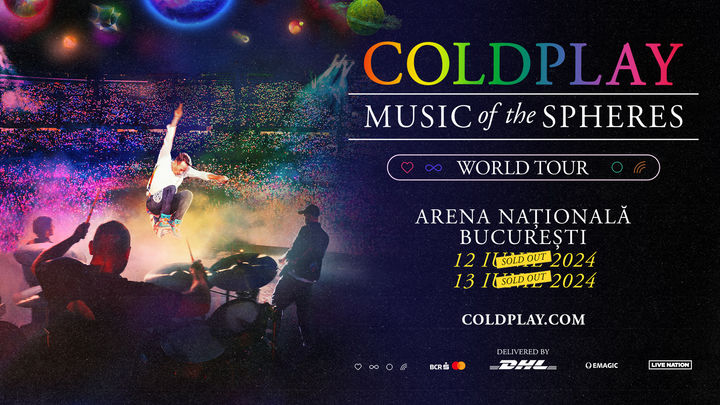 COLDPLAY
MUSIC of the SPHERES
WORLD TOUR
ARENA NAȚIONALĂ
BUCUREȘTI
12 2024
SOLD OUT
13 2024
SOLD OUT
COLDPLAY.COM
DELIVERED BY
BCR DHL EMAGIC LIVE NATION